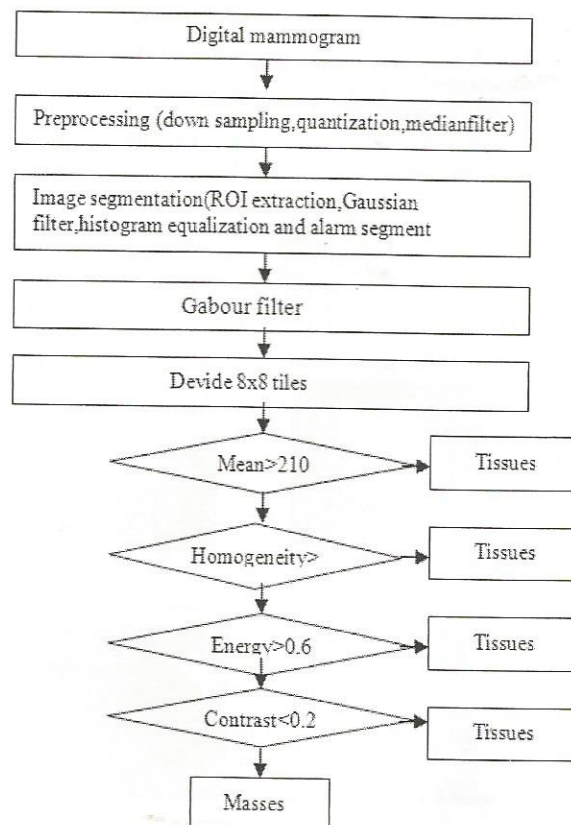 Digital mammogram
Preprocessing (down sampling,quantization,medianfilter)
Image segmentation(ROI extraction,Gaussian
filter,histogram equalization and alarm segment
Gabour filter
Devide 8x8 tiles
Mean>210
Tissues
Homogeneity>
Tissues
Energy>0.6
Tissues
Contrast<0.2
Tissues
Masses